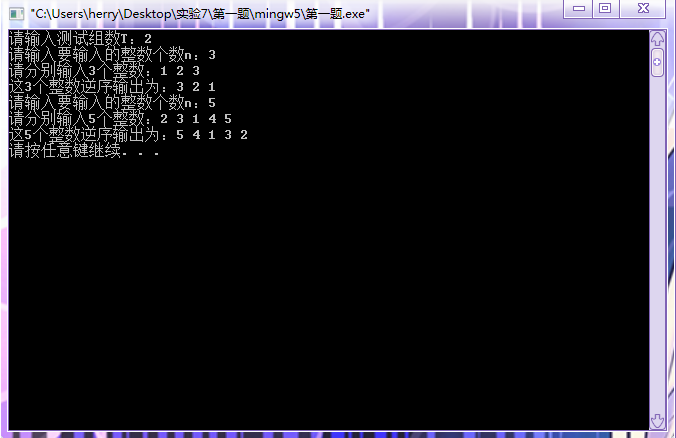 "C:\Users\herry\Desktop\实验7\第一题\mingw5\第一题.exe"
请输入测试组数T：2
请输入要输入的整数个数n：3
请分别输入3个整数：1 2 3
这3个整数逆序输出为：3 2 1
请输入要输入的整数个数n：5
请分别输入5个整数：2 3 1 4 5
这5个整数逆序输出为：5 4 1 3 2
请按任意键继续. . .